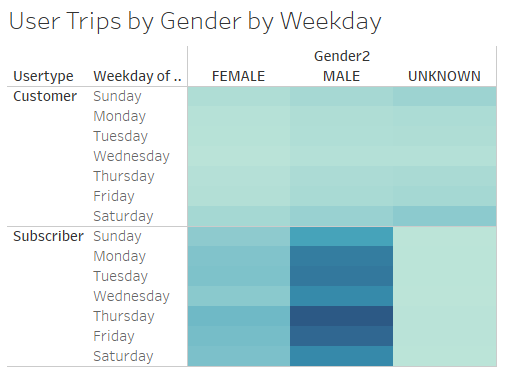 User Trips by Gender by Weekday
Gender2
Usertype Weekday of .. FEMALE MALE UNKNOWN
Customer Sunday
Monday
Tuesday
Wednesday
Thursday
Friday
Saturday
Subscriber Sunday
Monday
Tuesday
Wednesday
Thursday
Friday
Saturday